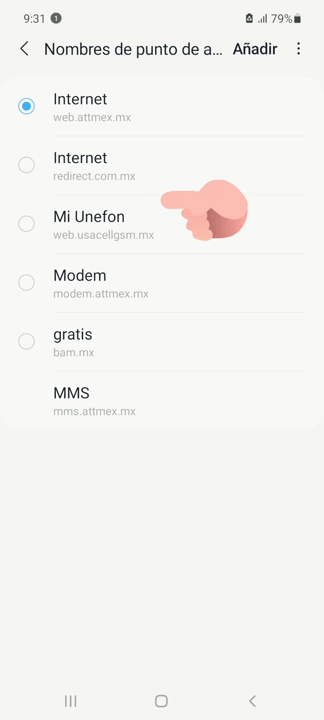 9:31 1 79%
Nombres de punto de a... Añadir
Internet
web.attmex.mx
Internet
redirect.com.mx
Mi Unefon
web.usacellgsm.mx
Modem
modem.attmex.mx
gratis
bam.mx
MMS
mms.attmex.mx